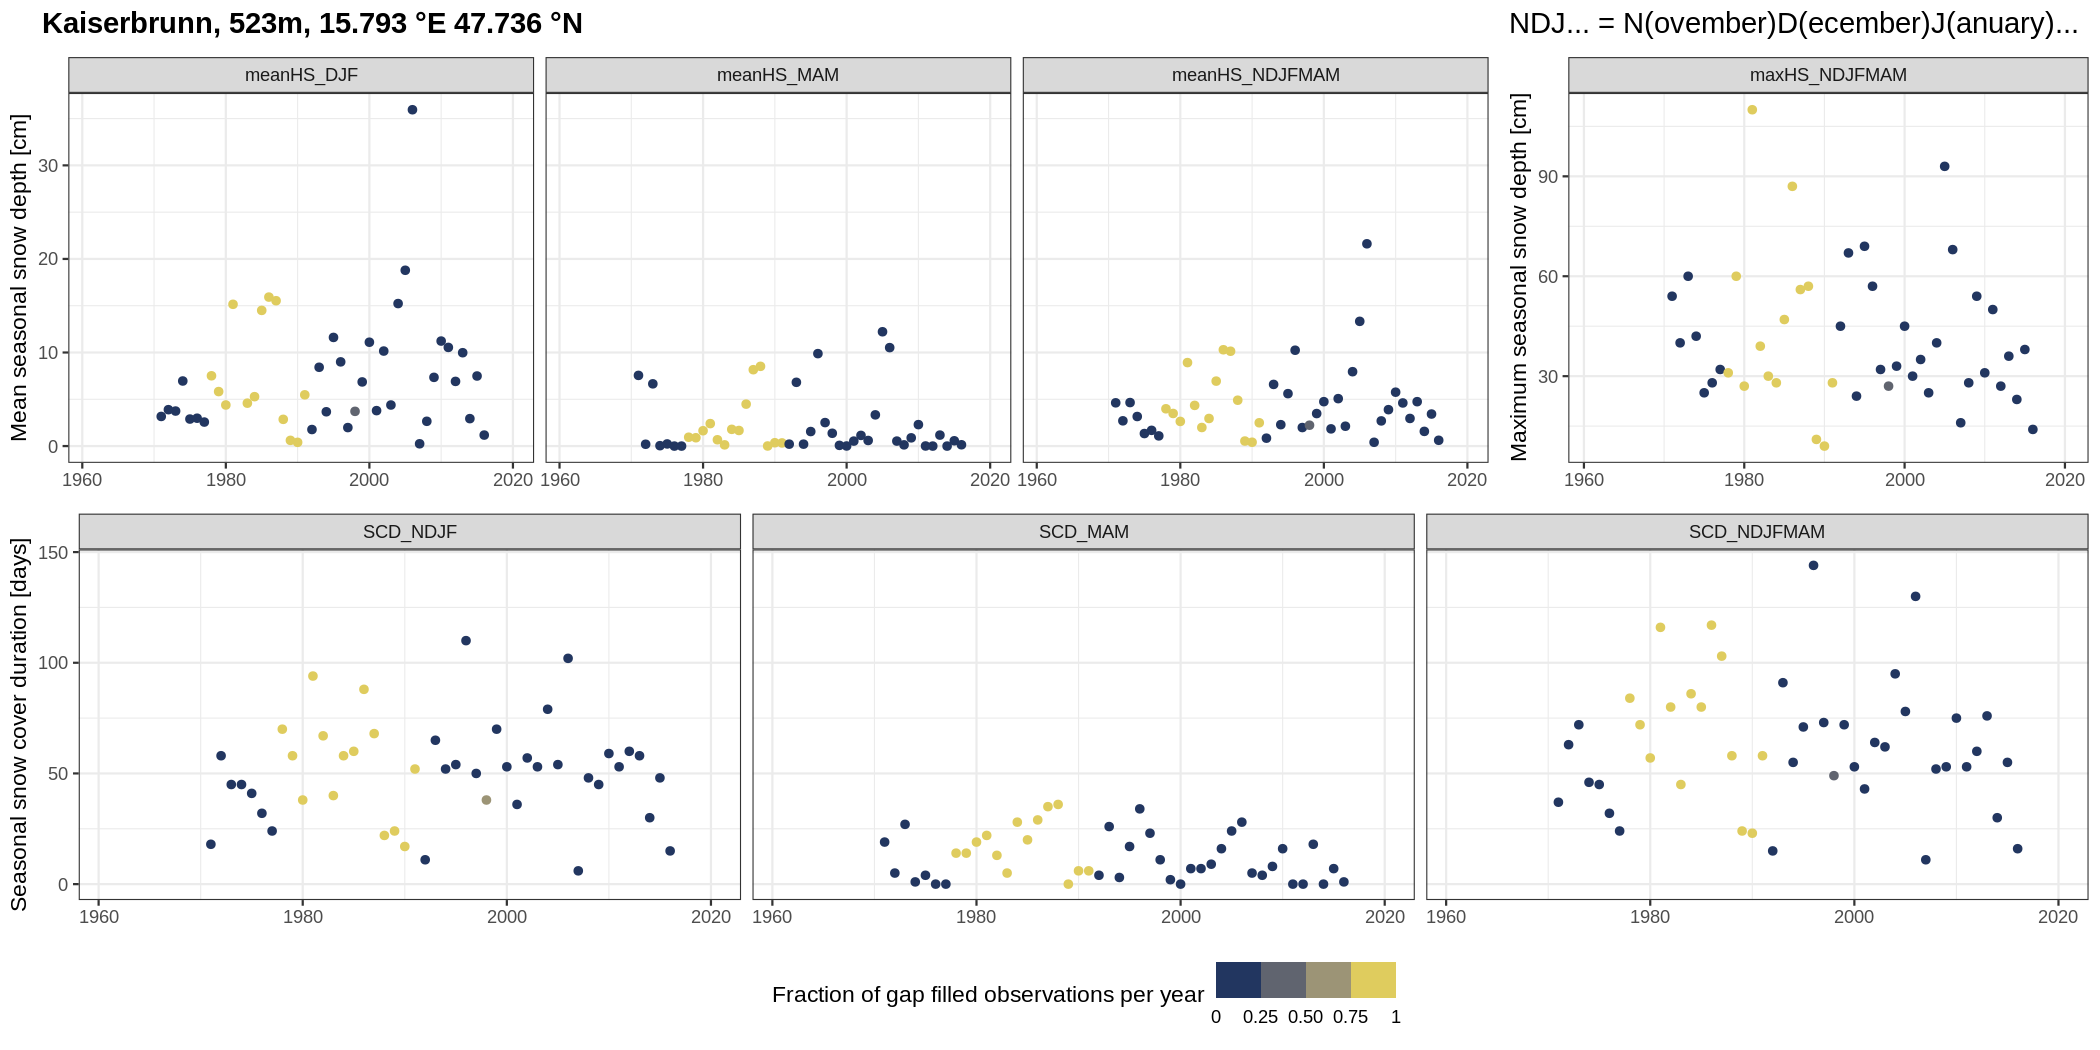 Kaiserbrunn, 523m, 15.793 °E 47.736 °N
NDJ... = N(ovember)D(ecember)J(anuary)...
meanHS_DJF
meanHS_MAM
meanHS_NDJFMAM
maxHS_NDJFMAM
Mean seasonal snow depth [cm]
30
20
10
0
1960 1980 2000 2020
1960 1980 2000 2020
1960 1980 2000 2020
Maximum seasonal snow depth [cm]
90
60
30
1960 1980 2000 2020
SCD_NDJF
SCD_MAM
SCD_NDJFMAM
Seasonal snow cover duration [days]
150
100
50
0
1960 1980 2000 2020
1960 1980 2000 2020
1960 1980 2000 2020
Fraction of gap filled observations per year
0 0.25 0.50 0.75 1